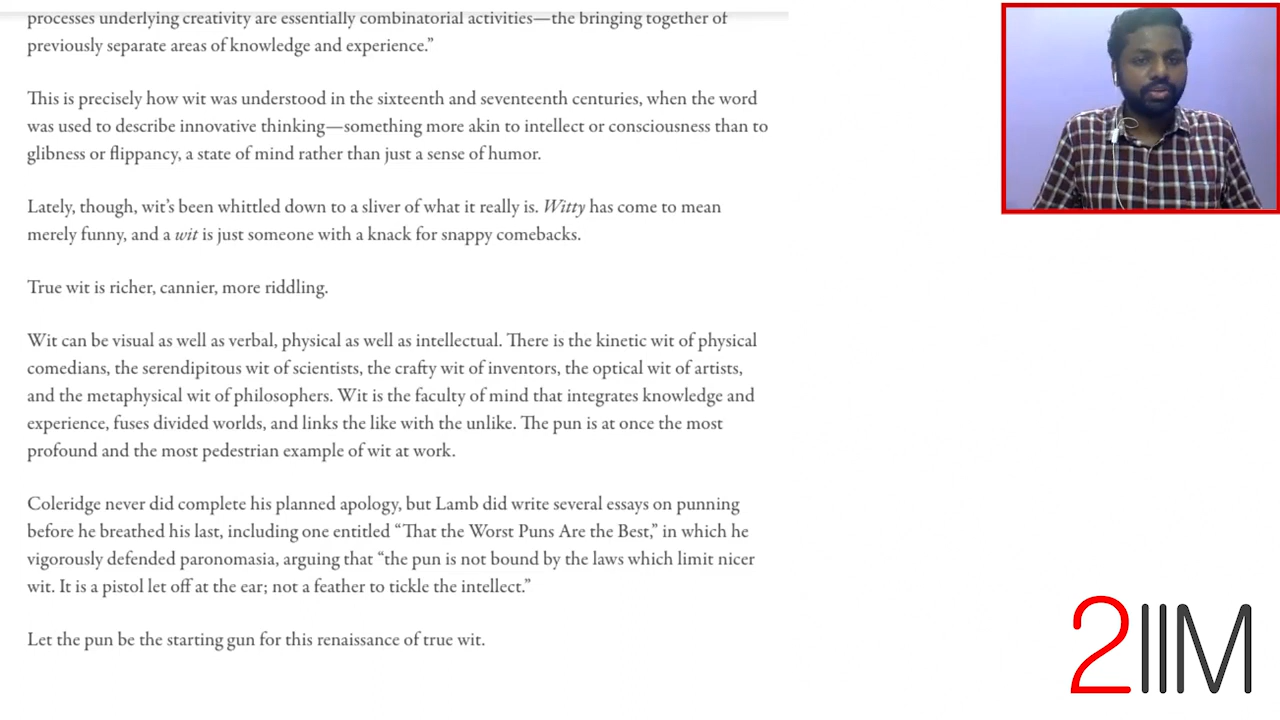 processes underlying creativity are essentially combinatorial activities—the bringing together of
previously separate areas of knowledge and experience.”
This is precisely how wit was understood in the sixteenth and seventeenth centuries, when the word
was used to describe innovative thinking—something more akin to intellect or consciousness than to
glibness or flippancy, a state of mind rather than just a sense of humor.
Lately, though, wit’s been whittled down to a sliver of what it really is. Witty has come to mean
merely funny, and a wit is just someone with a knack for snappy comebacks.
True wit is richer, cannier, more riddling.
Wit can be visual as well as verbal, physical as well as intellectual. There is the kinetic wit of physical
comedians, the serendipitous wit of scientists, the crafty wit of inventors, the optical wit of artists,
and the metaphysical wit of philosophers. Wit is the faculty of mind that integrates knowledge and
experience, fuses divided worlds, and links the like with the unlike. The pun is at once the most
profound and the most pedestrian example of wit at work.
Coleridge never did complete his planned apology, but Lamb did write several essays on punning
before he breathed his last, including one entitled “That the Worst Puns Are the Best,” in which he
vigorously defended paronomasia, arguing that “the pun is not bound by the laws which limit nicer
wit. It is a pistol let off at the ear; not a feather to tickle the intellect.”
Let the pun be the starting gun for this renaissance of true wit.
2IIM